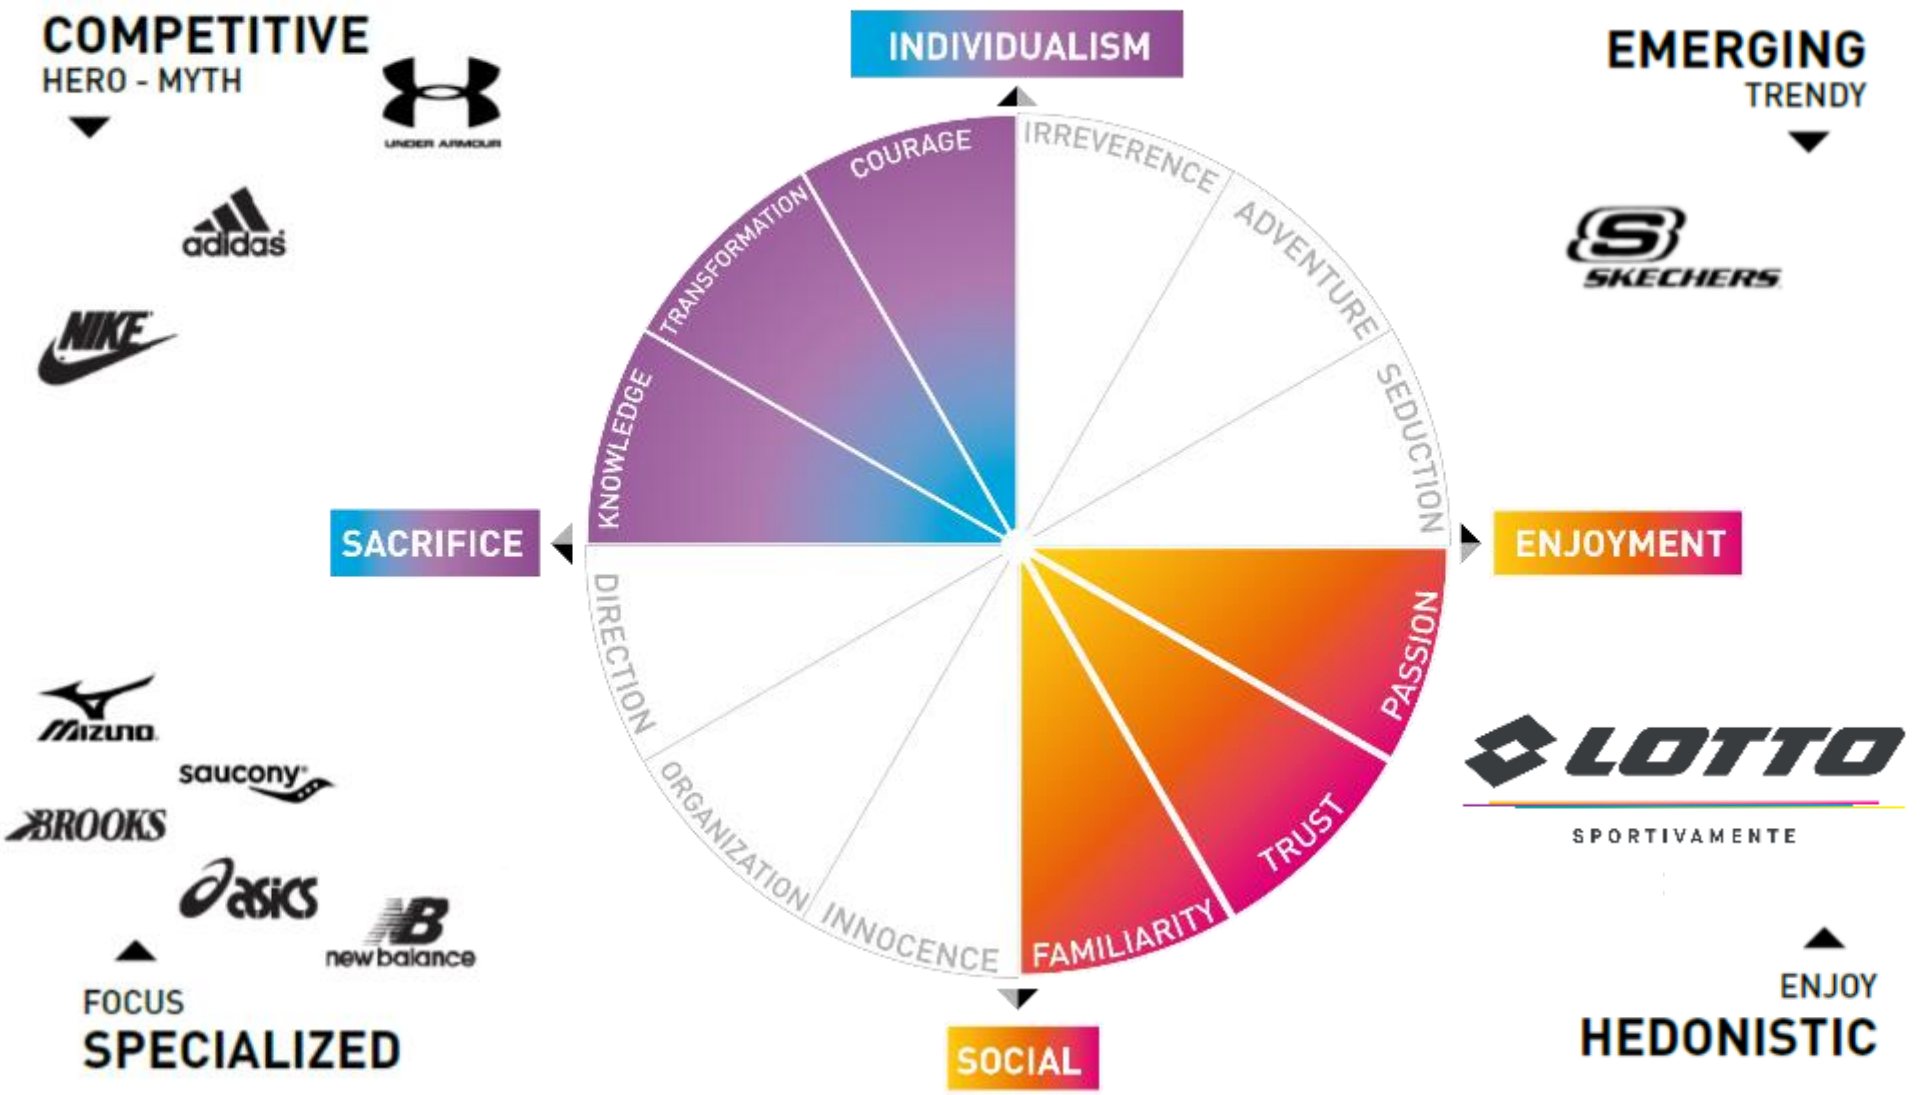 COMPETITIVE
HERO - MYTH
UNDER ARMOUR
adidas
NIKE
INDIVIDUALISM
EMERGING
TRENDY
SKECHERS
COURAGE
TRANSFORMATION
KNOWLEDGE
IRREVERENCE
ADVENTURE
SEDUCTION
SACRIFICE
ENJOYMENT
DIRECTION
ORGANIZATION
INNOCENCE
FAMILIARITY
TRUST
PASSION
MIZUNO
saucony
BROOKS
asics
NB
new balance
FOCUS
SPECIALIZED
SOCIAL
LOTTO
SPORTIVAMENTE
ENJOY
HEDONISTIC